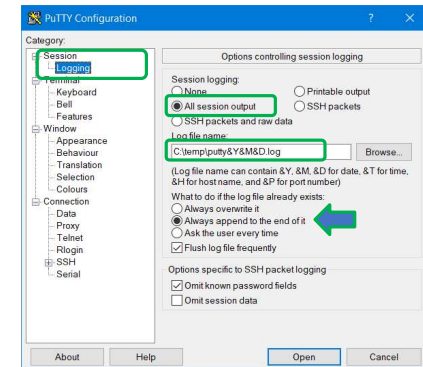 PuTTY Configuration
? ×
Category:
Session
Logging
Terminal
Keyboard
Bell
Features
Window
Appearance
Behaviour
Translation
Selection
Colours
Connection
Data
Proxy
Telnet
Rlogin
SSH
Serial
Options controlling session logging
Session logging:
None Printable output
All session output SSH packets
SSH packets and raw data
Log file name:
C:\temp\putty&Y&M&D.log Browse...
(Log file name can contain &Y, &M, &D for date, &T for time,
&H for host name, and &P for port number)
What to do if the log file already exists:
Always overwrite it
Always append to the end of it
Ask the user every time
Flush log file frequently
Options specific to SSH packet logging
Omit known password fields
Omit session data
About Help Open Cancel